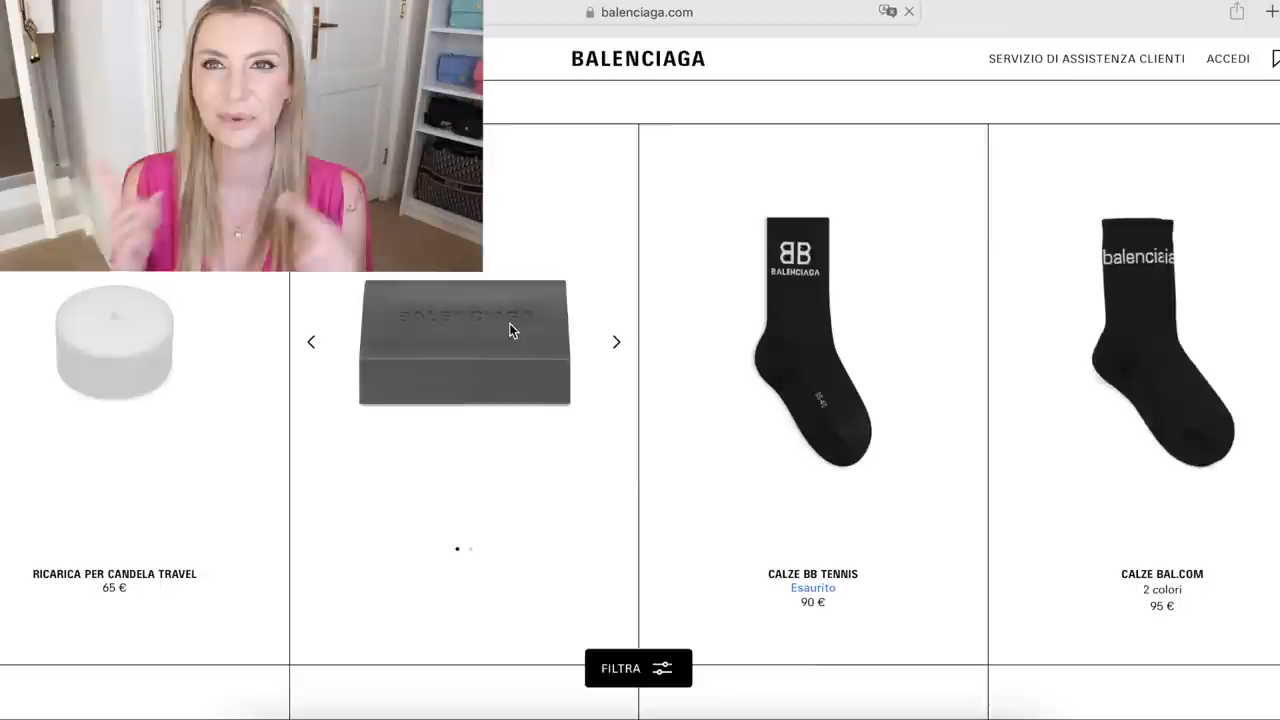 balenciaga.com
BALENCIAGA
SERVIZIO DI ASSISTENZA CLIENTI
ACCEDI
BALENCIAGA
BB
BALENCIAGA
balencia
RICARICA PER CANDELA TRAVEL
65 €
CALZE BB TENNIS
Esaurito
90 €
CALZE BAL.COM
2 colori
95 €
FILTRA